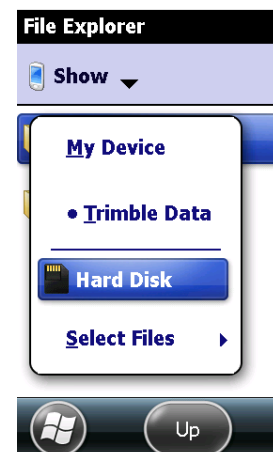 File Explorer
Show
My Device
• Trimble Data
Hard Disk
Select Files
Up